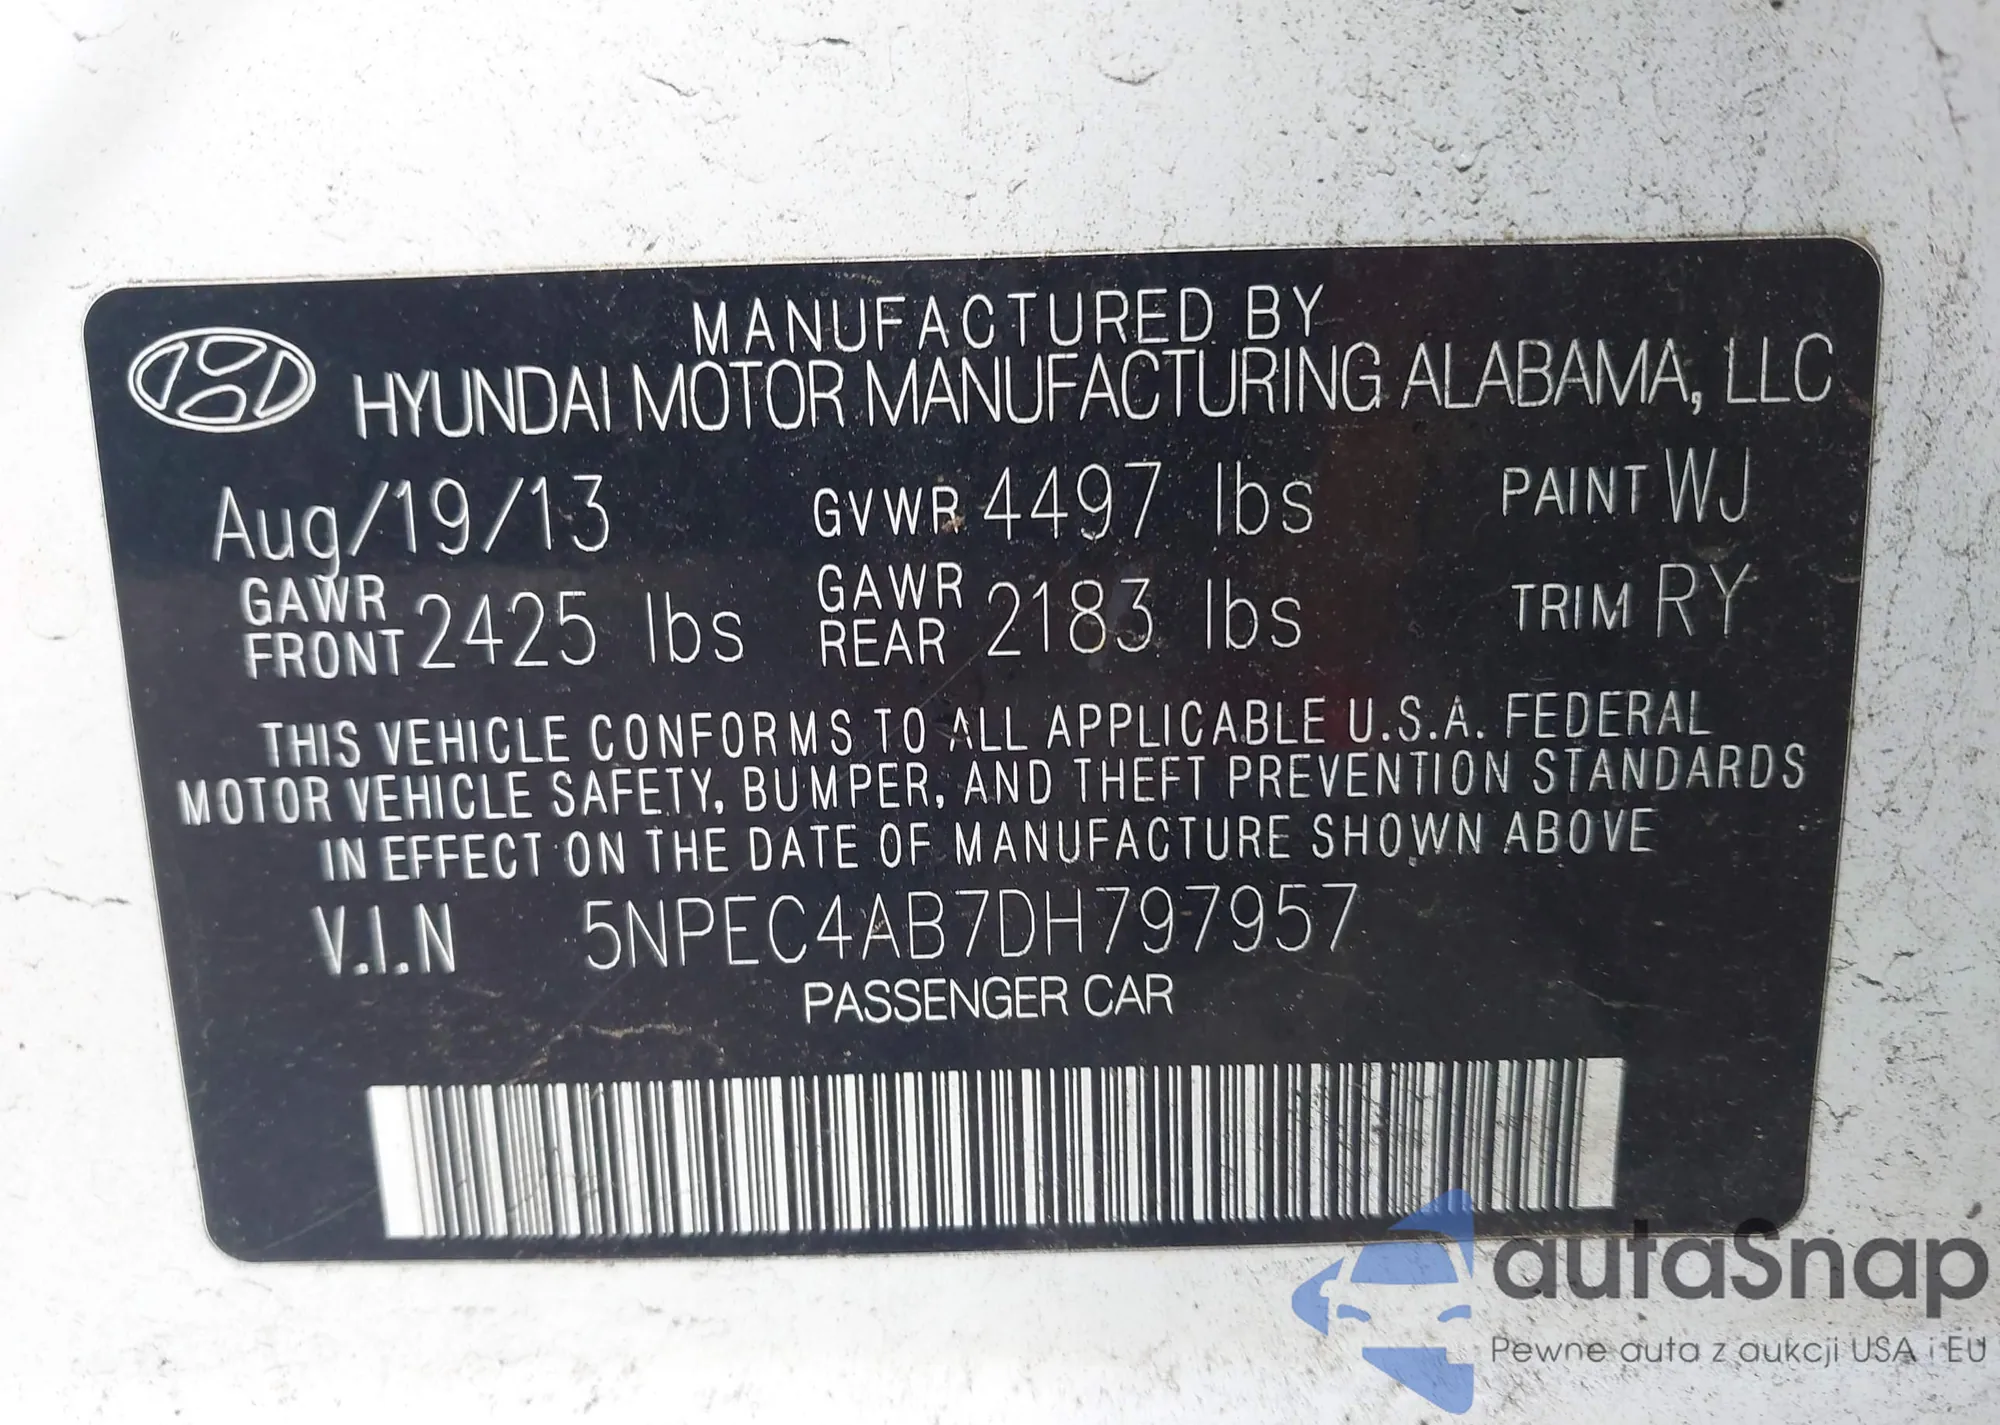 MANUFACTURED BY
HYUNDAI MOTOR MANUFACTURING ALABAMA, LLC
Aug/19/13 GVWR 4497 lbs PAINT WJ
GAWR FRONT 2425 lbs GAWR REAR 2183 lbs TRIM RY
THIS VEHICLE CONFORMS TO ALL APPLICABLE U.S.A. FEDERAL
MOTOR VEHICLE SAFETY, BUMPER, AND THEFT PREVENTION STANDARDS
IN EFFECT ON THE DATE OF MANUFACTURE SHOWN ABOVE
V.I.N 5NPEC4AB7DH797957
PASSENGER CAR
autaSnap
Pewne auta z aukcji USA i EU